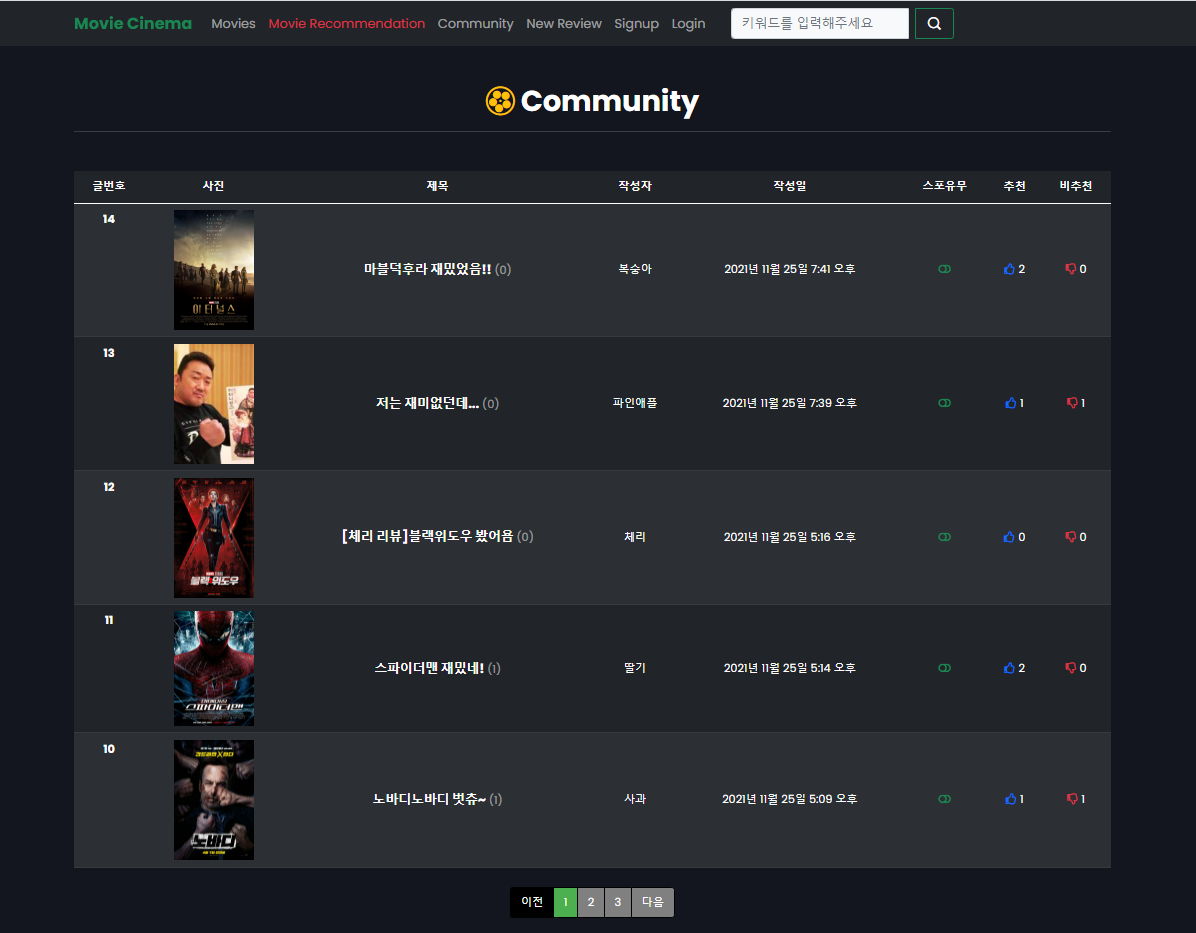 Movie Cinema Movies Movie Recommendation Community New Review Signup Login 키워드를 입력해주세요
Community
글번호 사진 제목 작성자 작성일 스포유무 추천 비추천
14
이터널스
마블덕후라 재밌었음!! (0) 복숭아 2021년 11월 25일 7:41 오후 2 0
13
저는 재미없던데... (0) 파인애플 2021년 11월 25일 7:39 오후 1 1
12
블랙 위도우
[체리 리뷰]블랙위도우 봤어욤 (0) 체리 2021년 11월 25일 5:16 오후 0 0
11
스파이더맨 재밌네! (1) 딸기 2021년 11월 25일 5:14 오후 2 0
스파이더맨
10
노바디노바디 벗츄~ (1) 사과 2021년 11월 25일 5:09 오후 1 1
노바디
이전 1 2 3 다음